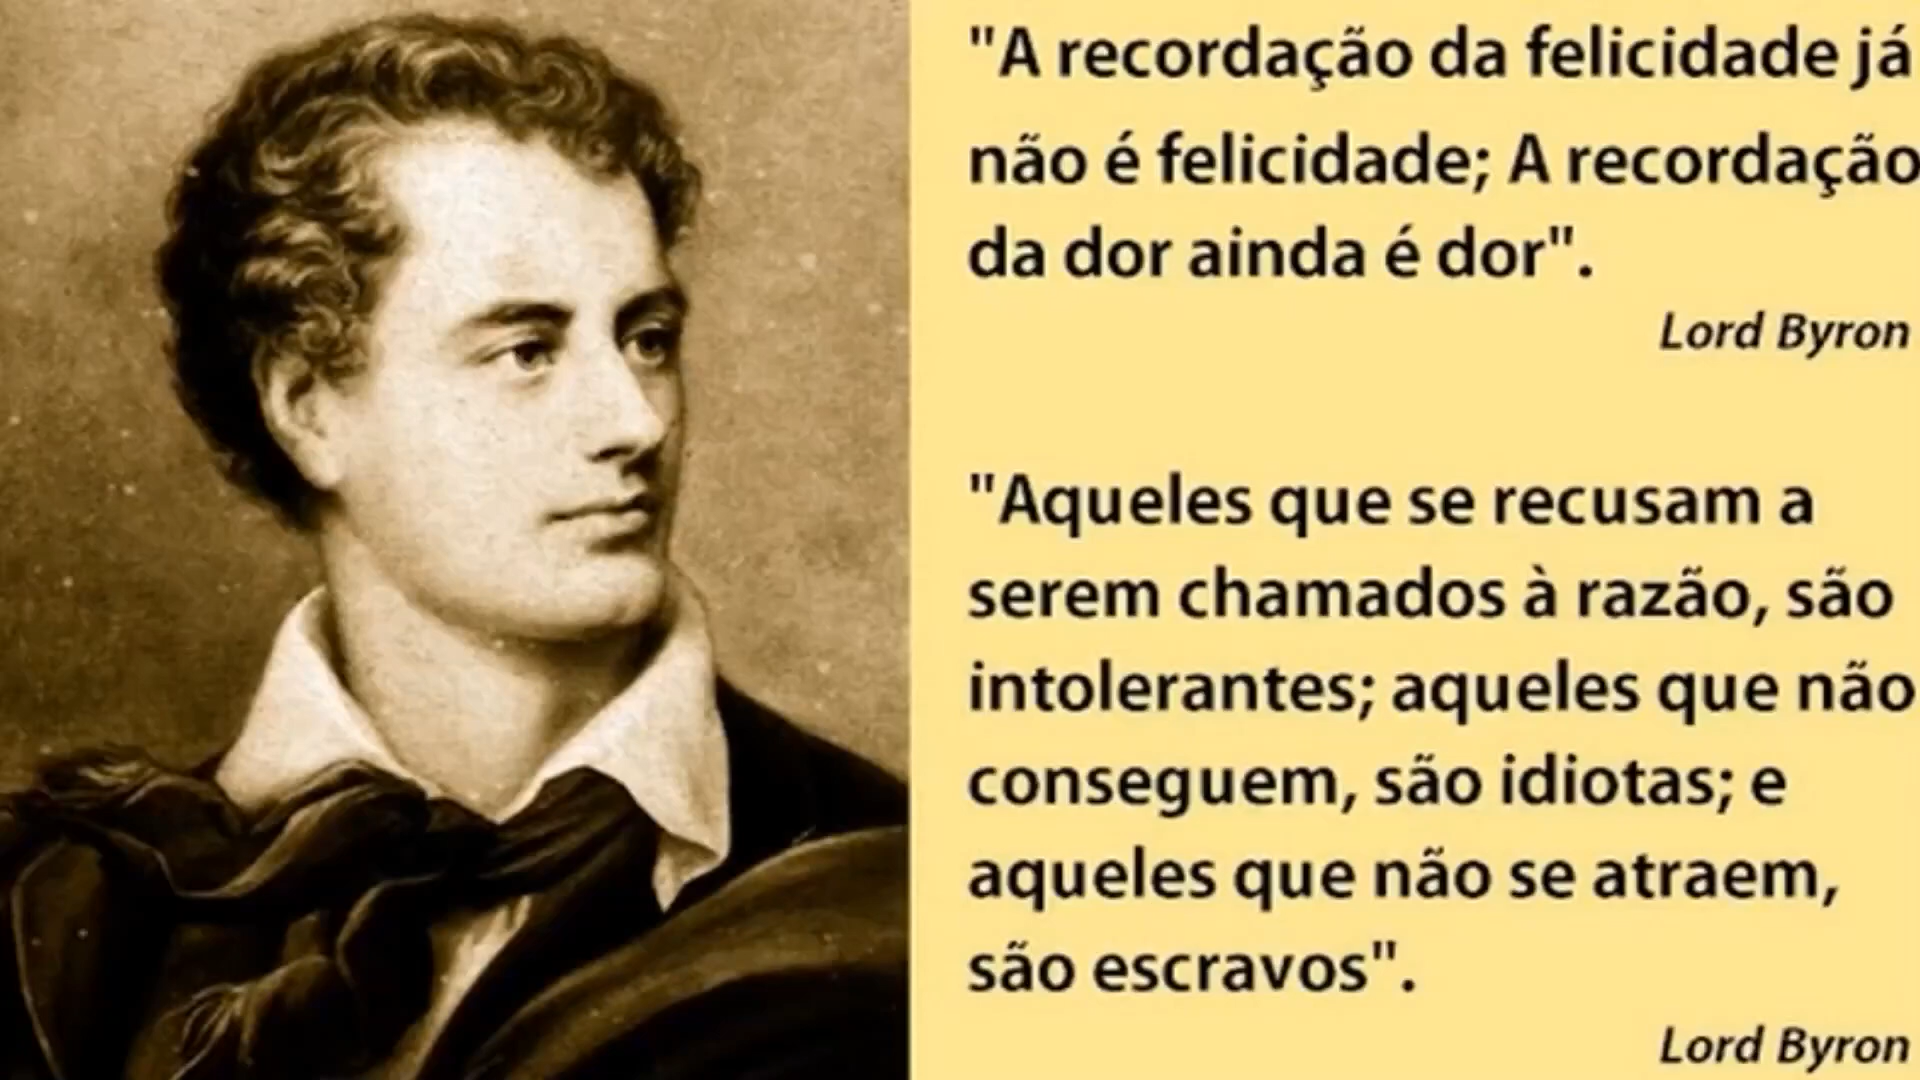 "A recordação da felicidade já
não é felicidade; A recordação
da dor ainda é dor".
Lord Byron
"Aqueles que se recusam a
serem chamados à razão, são
intolerantes; aqueles que não
conseguem, são idiotas; e
aqueles que não se atraem,
são escravos".
Lord Byron